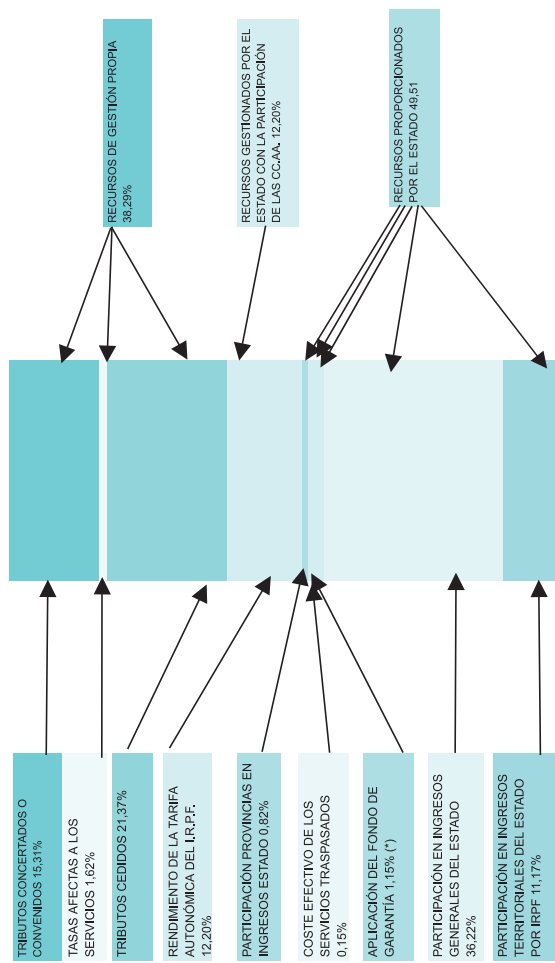 TRIBUTOS CONCERTADOS O
CONVENIDOS 15,31%
TASAS AFECTAS A LOS
SERVICIOS 1,62%
TRIBUTOS CEDIDOS 21,37%
RENDIMIENTO DE LA TARIFA
AUTONÓMICA DEL I.R.P.F.
12,20%
PARTICIPACIÓN PROVINCIAS EN
INGRESOS ESTADO 0,82%
COSTE EFECTIVO DE LOS
SERVICIOS TRASPASADOS
0,15%
APLICACIÓN DEL FONDO DE
GARANTÍA 1,15% (*)
PARTICIPACIÓN EN INGRESOS
GENERALES DEL ESTADO
36,22%
PARTICIPACIÓN EN INGRESOS
TERRITORIALES DEL ESTADO
POR IRPF 11,17%
RECURSOS DE GESTIÓN PROPIA
38,29%
RECURSOS GESTIONADOS POR EL
ESTADO CON LA PARTICIPACIÓN
DE LAS CC.AA. 12,20%
RECURSOS PROPORCIONADOS
POR EL ESTADO 49,51